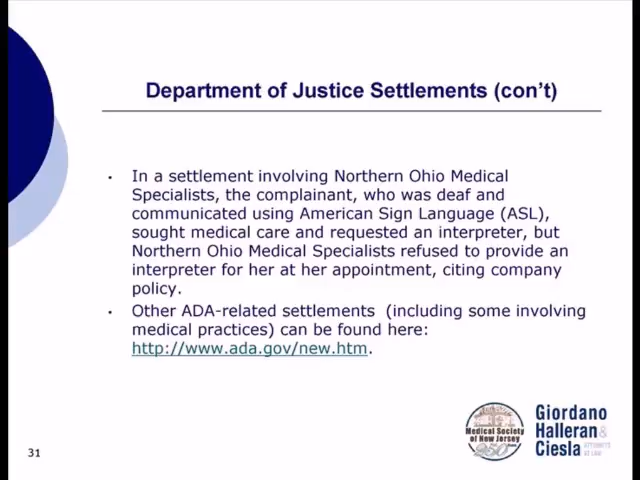 Department of Justice Settlements (con't)
• In a settlement involving Northern Ohio Medical
Specialists, the complainant, who was deaf and
communicated using American Sign Language (ASL),
sought medical care and requested an interpreter, but
Northern Ohio Medical Specialists refused to provide an
interpreter for her at her appointment, citing company
policy.
• Other ADA-related settlements (including some involving
medical practices) can be found here:
http://www.ada.gov/new.htm.
Medical Society
of New Jersey
250
Giordano
Halleran &
Ciesla
ATTORNEYS
AT LAW
31